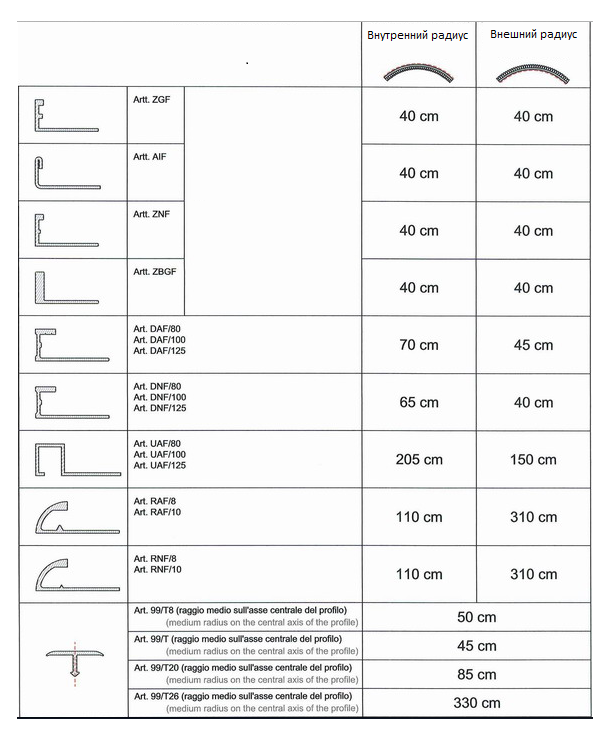 Внутренний радиус
Внешний радиус
Artt. ZGF
40 cm
40 cm
Artt. AIF
40 cm
40 cm
Artt. ZNF
40 cm
40 cm
Artt. ZBGF
40 cm
40 cm
Art. DAF/80
Art. DAF/100
Art. DAF/125
70 cm
45 cm
Art. DNF/80
Art. DNF/100
Art. DNF/125
65 cm
40 cm
Art. UAF/80
Art. UAF/100
Art. UAF/125
205 cm
150 cm
Art. RAF/8
Art. RAF/10
110 cm
310 cm
Art. RNF/8
Art. RNF/10
110 cm
310 cm
Art. 99/T8 (raggio medio sull'asse centrale del profilo)
(medium radius on the central axis of the profile)
50 cm
Art. 99/T (raggio medio sull'asse centrale del profilo)
(medium radius on the central axis of the profile)
45 cm
Art. 99/T20 (raggio medio sull'asse centrale del profilo)
(medium radius on the central axis of the profile)
85 cm
Art. 99/T26 (raggio medio sull'asse centrale del profilo)
(medium radius on the central axis of the profile)
330 cm